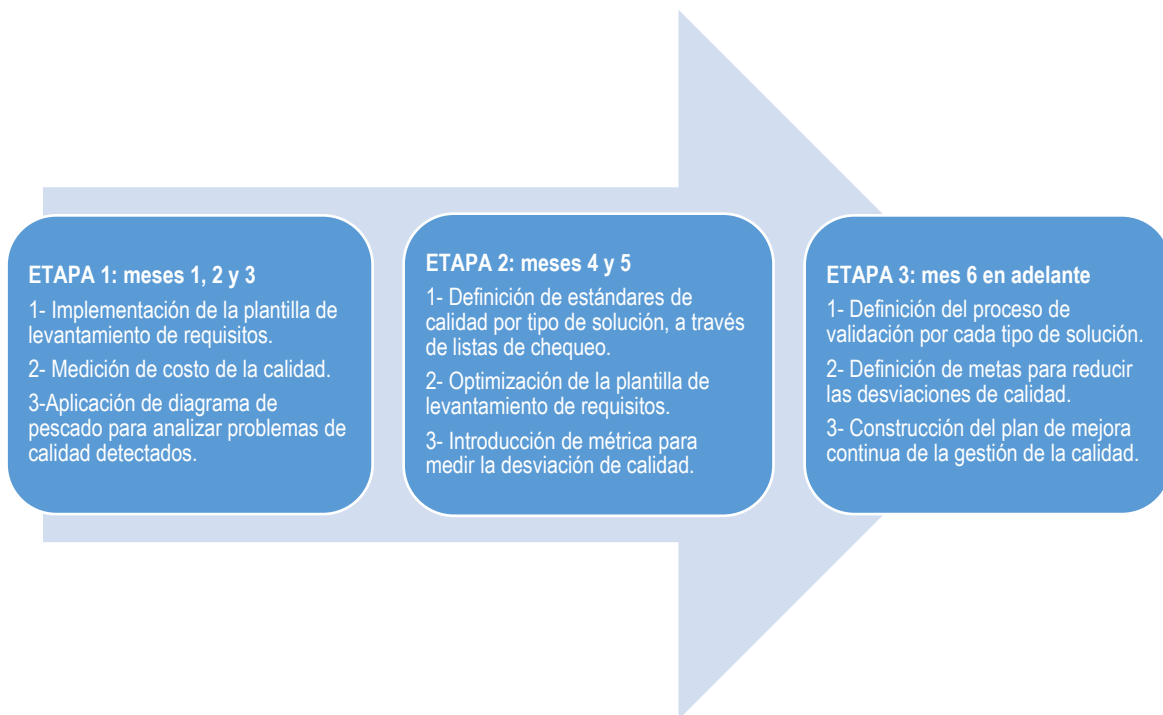 ETAPA 1: meses 1, 2 y 3
1- Implementación de la plantilla de
levantamiento de requisitos.
2- Medición de costo de la calidad.
3-Aplicación de diagrama de
pescado para analizar problemas de
calidad detectados.
ETAPA 2: meses 4 y 5
1- Definición de estándares de
calidad por tipo de solución, a través
de listas de chequeo.
2- Optimización de la plantilla de
levantamiento de requisitos.
3- Introducción de métrica para
medir la desviación de calidad.
ETAPA 3: mes 6 en adelante
1- Definición del proceso de
validación por cada tipo de solución.
2- Definición de metas para reducir
las desviaciones de calidad.
3- Construcción del plan de mejora
continua de la gestión de la calidad.